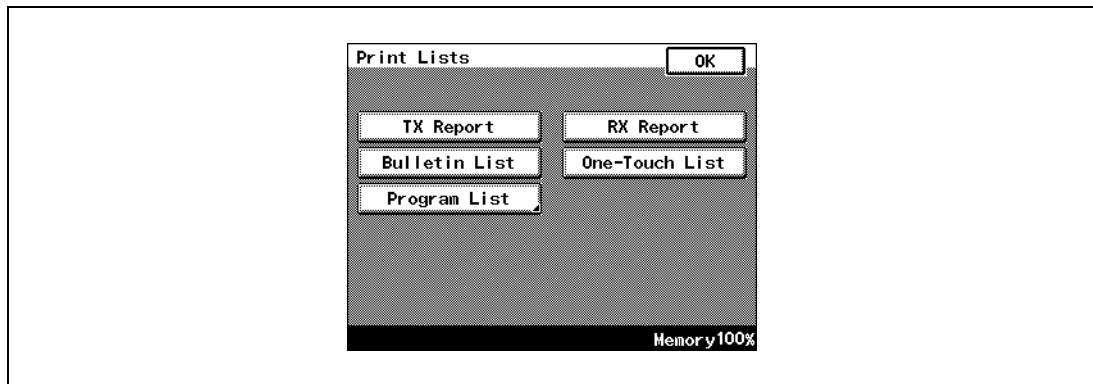 Print Lists OK
TX Report RX Report
Bulletin List One-Touch List
Program List
Memory100%